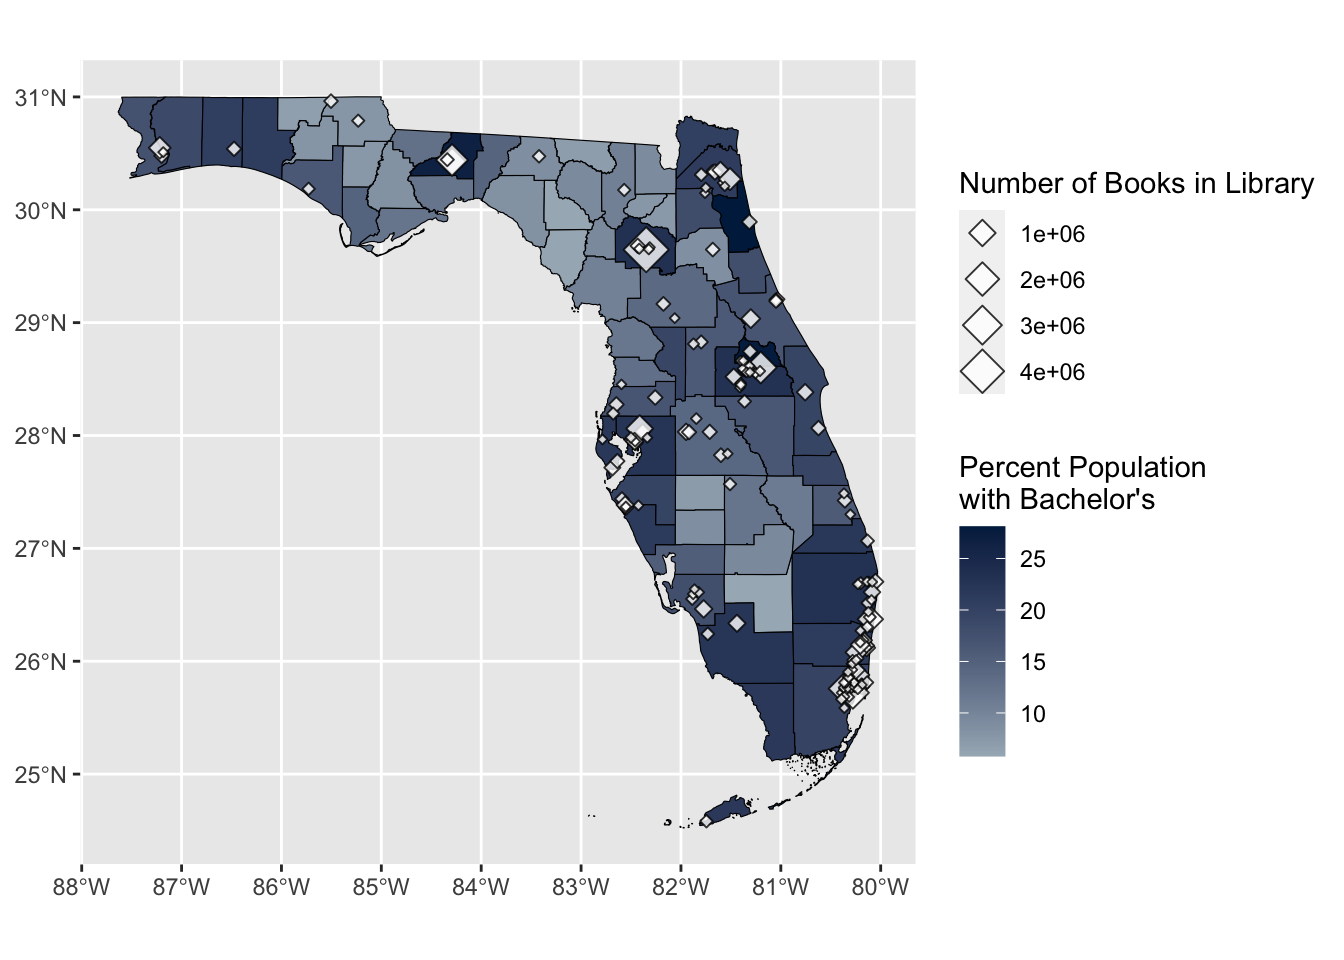 31°N
30°N
29°N
28°N
27°N
26°N
25°N
88°W 87°W 86°W 85°W 84°W 83°W 82°W 81°W 80°W
Number of Books in Library
1e+06
2e+06
3e+06
4e+06
Percent Population
with Bachelor's
25
20
15
10